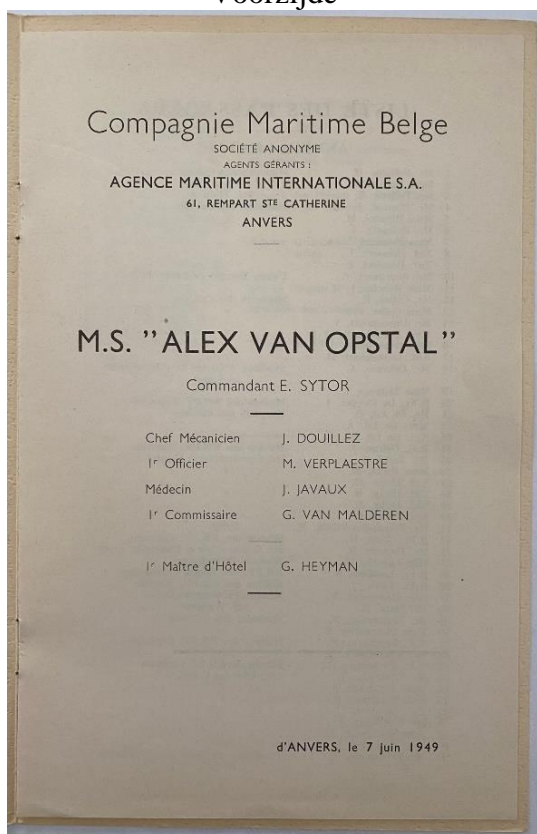 Voorzijde
Compagnie Maritime Belge
SOCIÉTÉ ANONYME
AGENTS GÉRANTS :
AGENCE MARITIME INTERNATIONALE S.A.
61, REMPART STE CATHERINE
ANVERS
M.S. ’’ALEX VAN OPSTAL’’
Commandant E. SYTOR
Chef Mécanicien J. DOUILLEZ
1r Officier M. VERPLAESTRE
Médecin J. JAVAUX
1r Commissaire G. VAN MALDEREN
1r Maître d'Hôtel G. HEYMAN
d'ANVERS, le 7 juin 1949